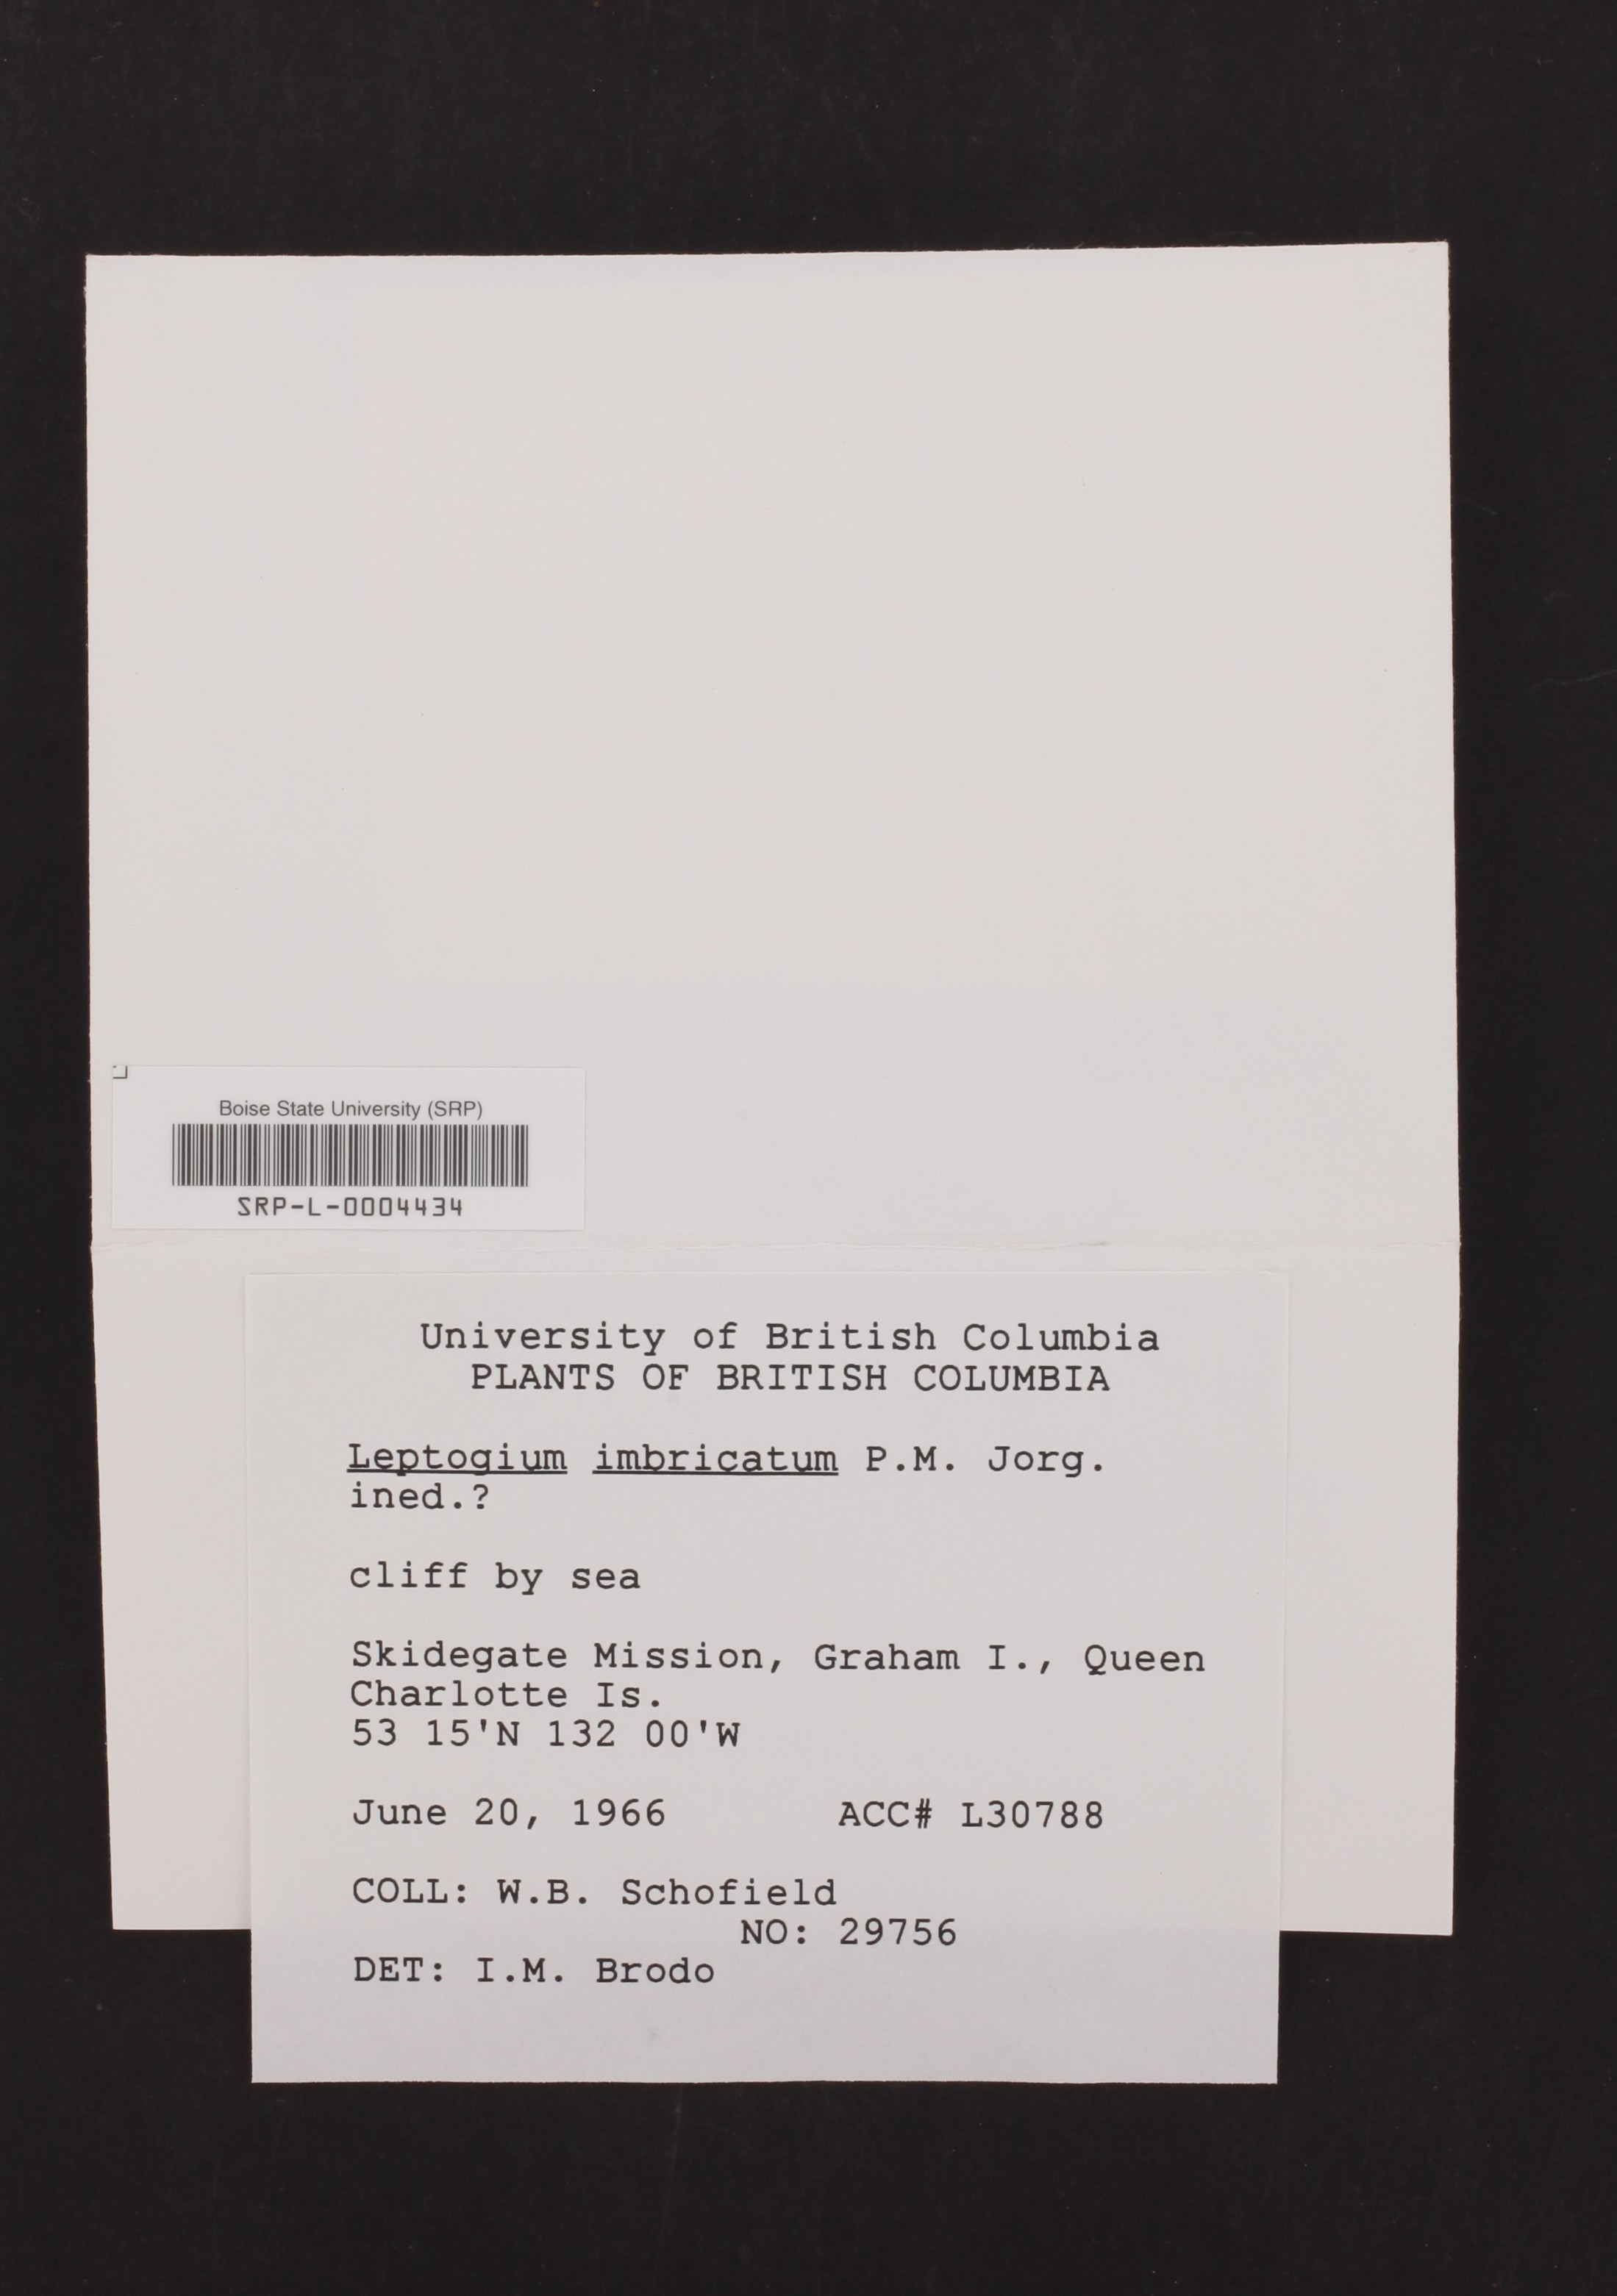 Boise State University (SRP)
SRP-L-0004434
University of British Columbia
PLANTS OF BRITISH COLUMBIA
Leptogium imbricatum P.M. Jorg.
ined.?
cliff by sea
Skidegate Mission, Graham I., Queen
Charlotte Is.
53 15'N 132 00'W
June 20, 1966 ACC# L30788
COLL: W.B. Schofield
NO: 29756
DET: I.M. Brodo